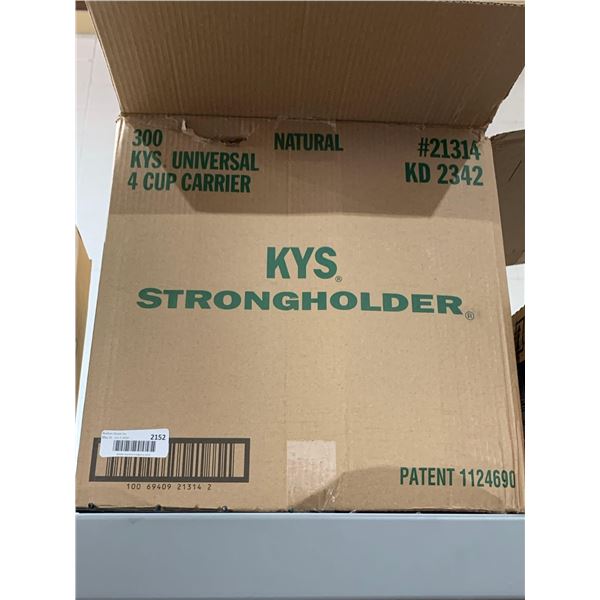 300 NATURAL #21314
KYS. UNIVERSAL KD 2342
4 CUP CARRIER
KYS®
STRONGHOLDER®
2152
100 69409 21314 2
PATENT 1124690